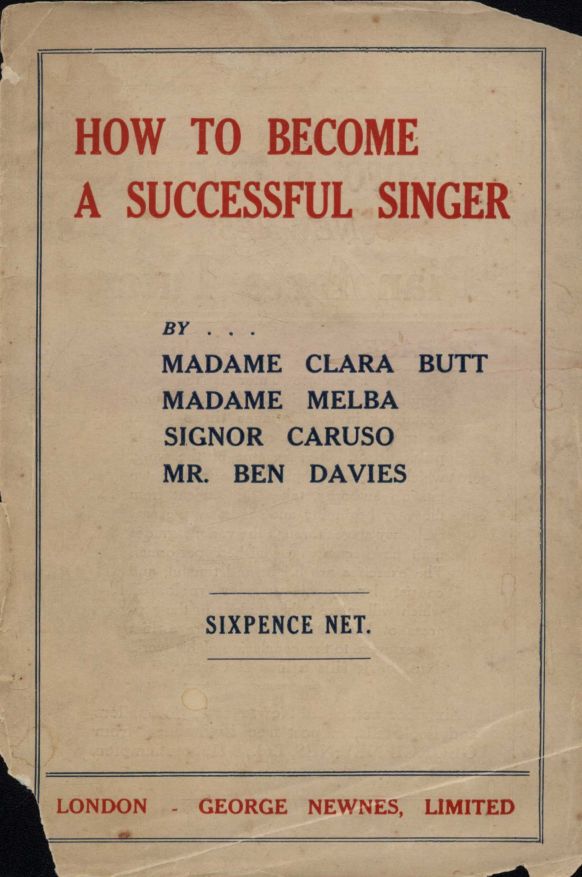 HOW TO BECOME
A SUCCESSFUL SINGER
BY . . .
MADAME CLARA BUTT
MADAME MELBA
SIGNOR CARUSO
MR. BEN DAVIES
SIXPENCE NET.
LONDON - GEORGE NEWNES, LIMITED